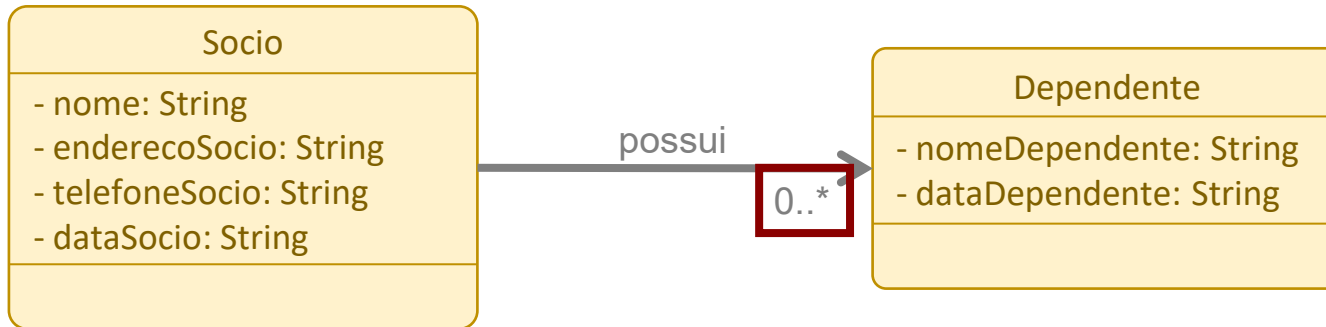 Socio
- nome: String
- enderecoSocio: String
- telefoneSocio: String
- dataSocio: String
possui
0..*
Dependente
- nomeDependente: String
- dataDependente: String